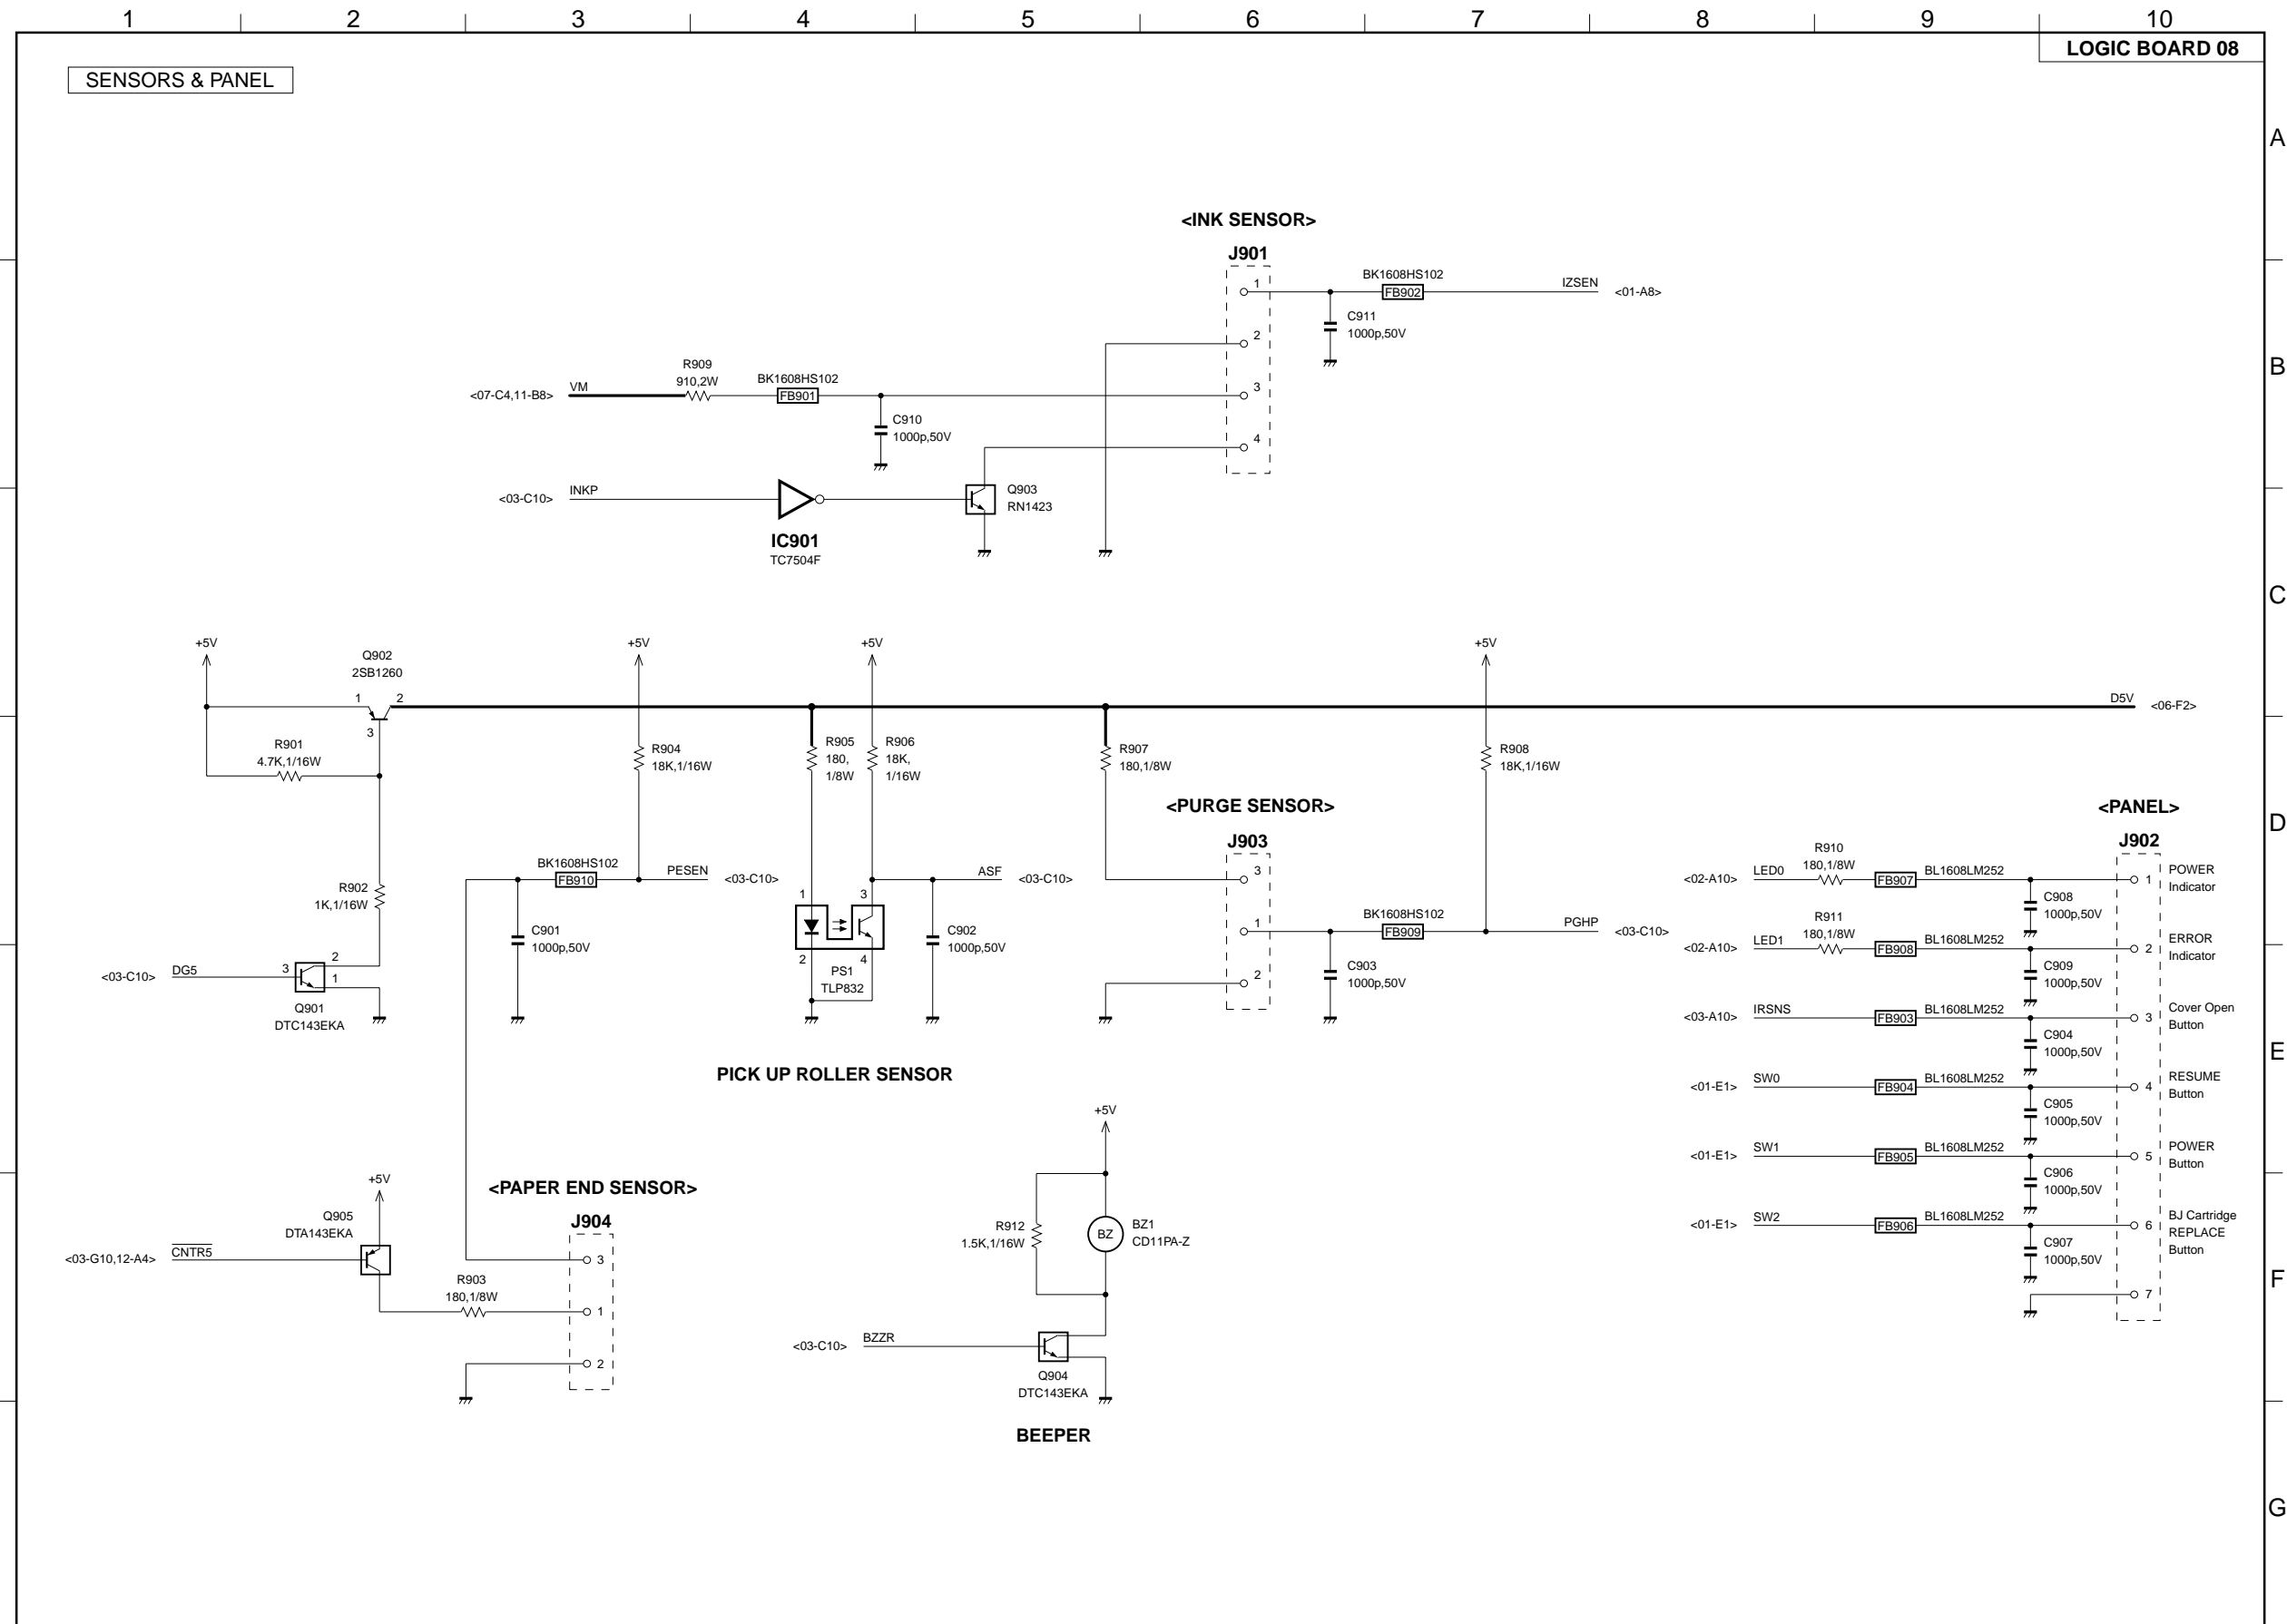 1 2 3 4 5 6 7 8 9 10
LOGIC BOARD 08
SENSORS & PANEL
A
<INK SENSOR>
J901
1
BK1608HS102
FB902
IZSEN
<01-A8>
C911
1000p,50V
2
B
<07-C4,11-B8>
VM
R909
910,2W
BK1608HS102
FB901
3
C910
1000p,50V
4
<03-C10>
INKP
IC901
TC7504F
Q903
RN1423
C
+5V
Q902
2SB1260
1
2
3
+5V
+5V
+5V
D5V
<06-F2>
R901
4.7K,1/16W
R904
18K,1/16W
R905
180,
1/8W
R906
18K,
1/16W
R907
180,1/8W
R908
18K,1/16W
D
<PURGE SENSOR>
J903
3
1
2
<PANEL>
J902
R902
1K,1/16W
BK1608HS102
FB910
PESEN
<03-C10>
C901
1000p,50V
1
3
2
4
PS1
TLP832
ASF
<03-C10>
C902
1000p,50V
BK1608HS102
FB909
PGHP
<03-C10>
C903
1000p,50V
<03-C10>
DG5
3
2
1
Q901
DTC143EKA
PICK UP ROLLER SENSOR
<02-A10>
LED0
R910
180,1/8W
FB907
BL1608LM252
C908
1000p,50V
1
POWER
Indicator
<02-A10>
LED1
R911
180,1/8W
FB908
BL1608LM252
C909
1000p,50V
2
ERROR
Indicator
<03-A10>
IRSNS
FB903
BL1608LM252
C904
1000p,50V
3
Cover Open
Button
E
<01-E1>
SW0
FB904
BL1608LM252
C905
1000p,50V
4
RESUME
Button
<01-E1>
SW1
FB905
BL1608LM252
C906
1000p,50V
5
POWER
Button
<01-E1>
SW2
FB906
BL1608LM252
C907
1000p,50V
6
BJ Cartridge
REPLACE
Button
7
F
+5V
Q905
DTA143EKA
<03-G10,12-A4>
CNTR5
R903
180,1/8W
<PAPER END SENSOR>
J904
3
1
2
+5V
R912
1.5K,1/16W
BZ
BZ1
CD11PA-Z
<03-C10>
BZZR
Q904
DTC143EKA
BEEPER
G